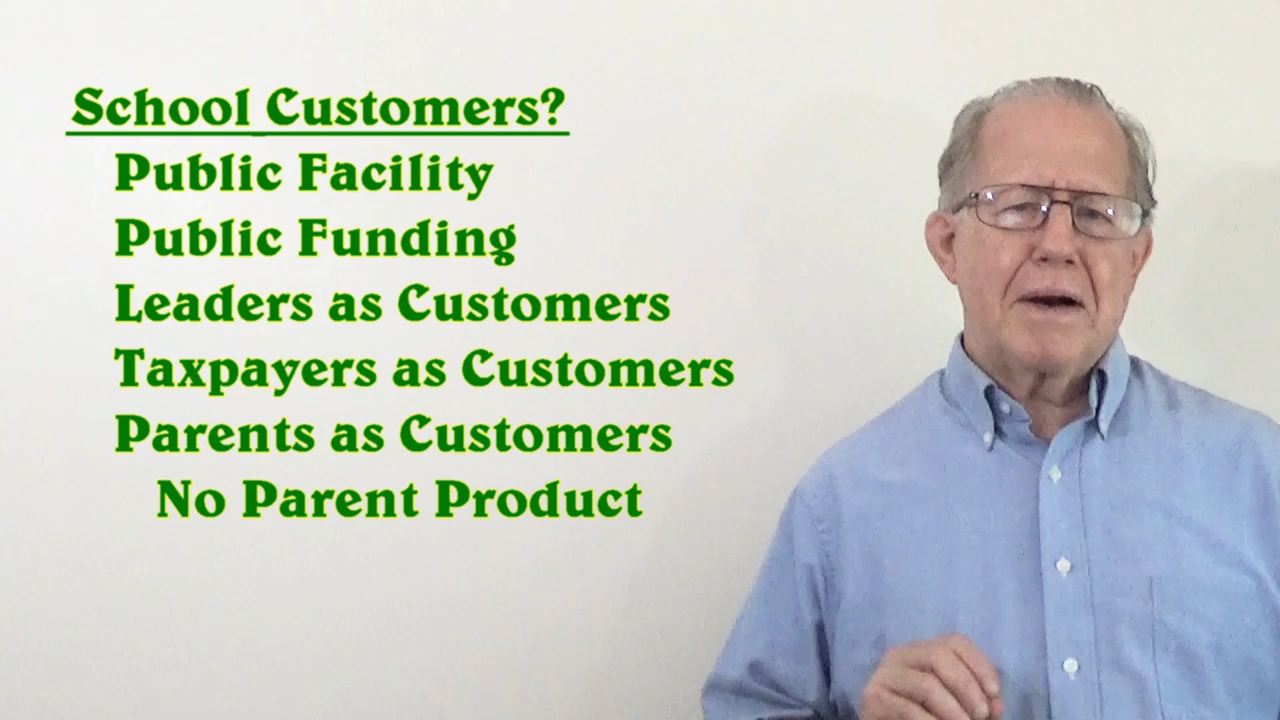 School Customers?
Public Facility
Public Funding
Leaders as Customers
Taxpayers as Customers
Parents as Customers
No Parent Product